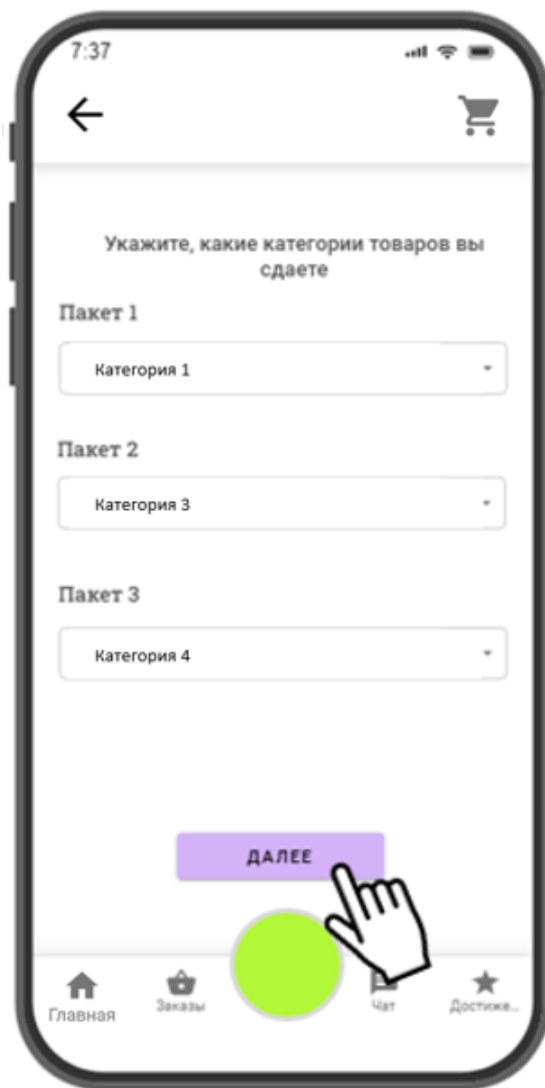 7:37
Укажите, какие категории товаров вы
сдаете
Пакет 1
Категория 1
Пакет 2
Категория 3
Пакет 3
Категория 4
ДАЛЕЕ
Главная
Заказы
Чат
Достиже...